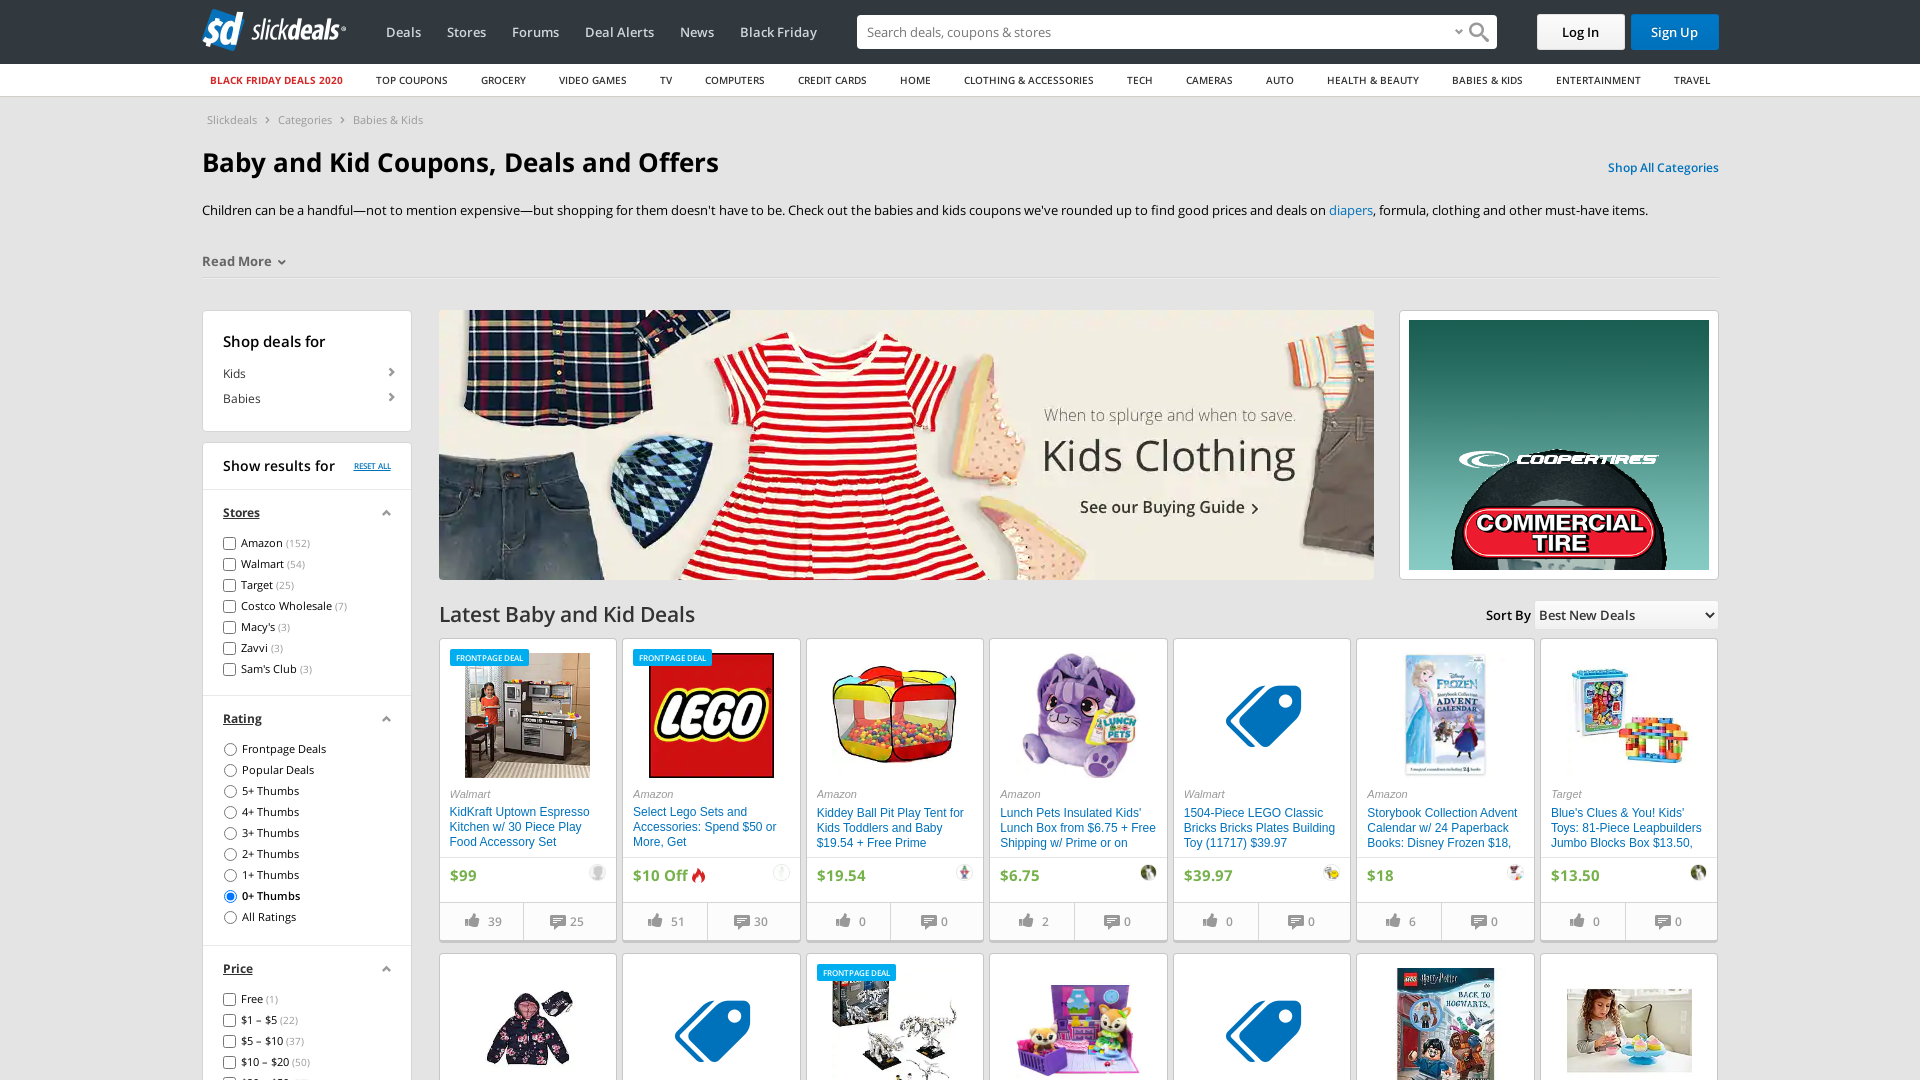 sd slickdeals
Deals
Stores
Forums
Deal Alerts
News
Black Friday
Search deals, coupons & stores
Log In
Sign Up
BLACK FRIDAY DEALS 2020
TOP COUPONS
GROCERY
VIDEO GAMES
TV
COMPUTERS
CREDIT CARDS
HOME
CLOTHING & ACCESSORIES
TECH
CAMERAS
AUTO
HEALTH & BEAUTY
BABIES & KIDS
ENTERTAINMENT
TRAVEL
Slickdeals
Categories
Babies & Kids
Baby and Kid Coupons, Deals and Offers
Shop All Categories
Children can be a handful—not to mention expensive—but shopping for them doesn't have to be. Check out the babies and kids coupons we've rounded up to find good prices and deals on diapers, formula, clothing and other must-have items.
Read More
Shop deals for
Kids
Babies
Show results for
RESET ALL
Stores
Amazon (152)
Walmart (54)
Target (25)
Costco Wholesale (7)
Macy's (3)
Zavvi (3)
Sam's Club (3)
Rating
Frontpage Deals
Popular Deals
5+ Thumbs
4+ Thumbs
3+ Thumbs
2+ Thumbs
1+ Thumbs
0+ Thumbs
All Ratings
Price
Free (1)
$1 – $5 (22)
$5 – $10 (37)
$10 – $20 (50)
When to splurge and when to save.
Kids Clothing
See our Buying Guide
COOPERTIRES
COMMERCIAL
TIRE
Latest Baby and Kid Deals
Sort By
Best New Deals
FRONTPAGE DEAL
Walmart
KidKraft Uptown Espresso
Kitchen w/ 30 Piece Play
Food Accessory Set
$99
39
25
FRONTPAGE DEAL
LEGO
Amazon
Select Lego Sets and
Accessories: Spend $50 or
More, Get
$10 Off
51
30
Amazon
Kiddey Ball Pit Play Tent for
Kids Toddlers and Baby
$19.54 + Free Prime
$19.54
0
0
LUNCH
PETS
Amazon
Lunch Pets Insulated Kids'
Lunch Box from $6.75 + Free
Shipping w/ Prime or on
$6.75
2
0
Walmart
1504-Piece LEGO Classic
Bricks Bricks Plates Building
Toy (11717) $39.97
$39.97
0
0
Disney
FROZEN
STORYBOOK COLLECTION
ADVENT
CALENDAR
Amazon
Storybook Collection Advent
Calendar w/ 24 Paperback
Books: Disney Frozen $18,
$18
6
0
Target
Blue's Clues & You! Kids'
Toys: 81-Piece Leapbuilders
Jumbo Blocks Box $13.50,
$13.50
0
0
FRONTPAGE DEAL
LEGO
Harry Potter
BACK TO
HOGWARTS